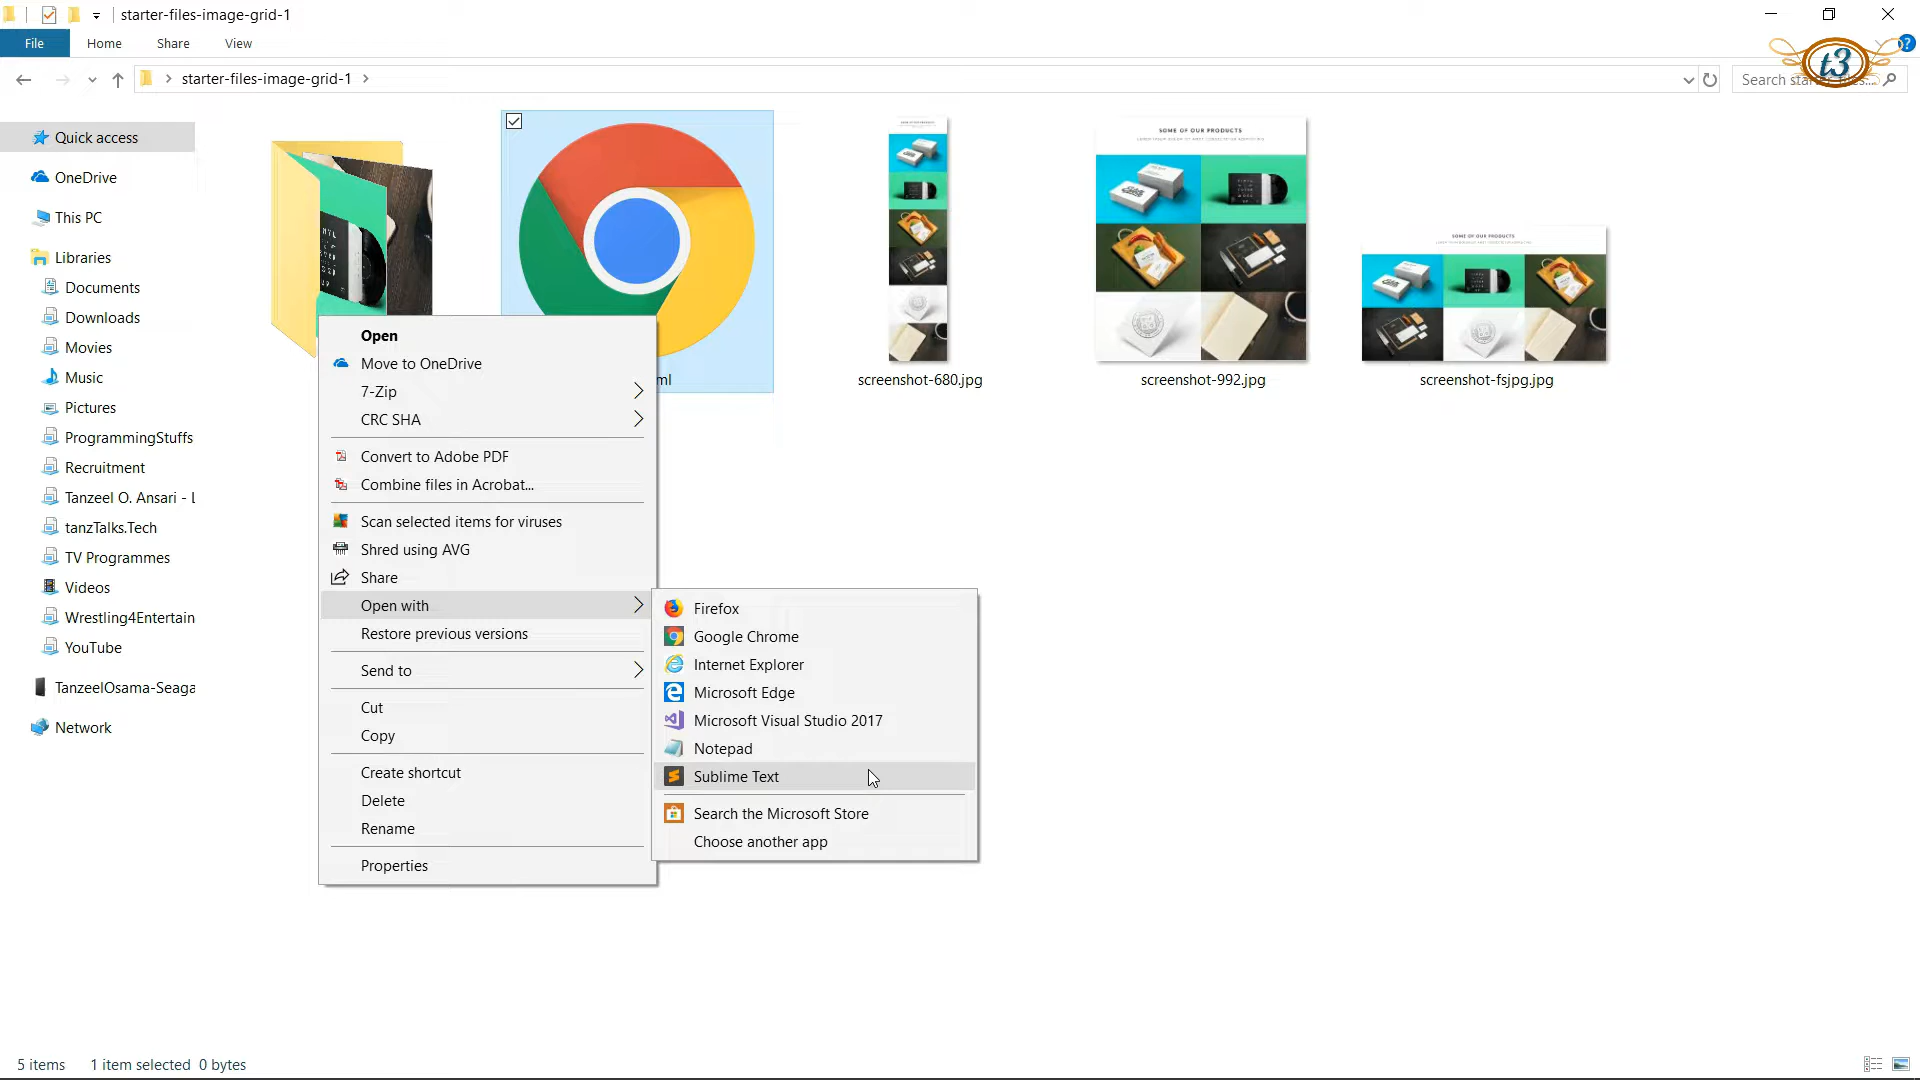 starter-files-image-grid-1
File
Home
Share
View
starter-files-image-grid-1
t3
Quick access
OneDrive
This PC
Libraries
Documents
Downloads
Movies
Music
Pictures
ProgrammingStuffs
Recruitment
Tanzeel O. Ansari - L
tanzTalks.Tech
TV Programmes
Videos
Wrestling4Entertain
YouTube
TanzeelOsama-Seaga
Network
SOME OF OUR PRODUCTS
SOME OF OUR PRODUCTS
ml
screenshot-680.jpg
screenshot-992.jpg
screenshot-fsjpg.jpg
Open
Move to OneDrive
7-Zip
CRC SHA
Convert to Adobe PDF
Combine files in Acrobat...
Scan selected items for viruses
Shred using AVG
Share
Open with
Restore previous versions
Send to
Cut
Copy
Create shortcut
Delete
Rename
Properties
Firefox
Google Chrome
Internet Explorer
Microsoft Edge
Microsoft Visual Studio 2017
Notepad
Sublime Text
Search the Microsoft Store
Choose another app
5 items
1 item selected 0 bytes